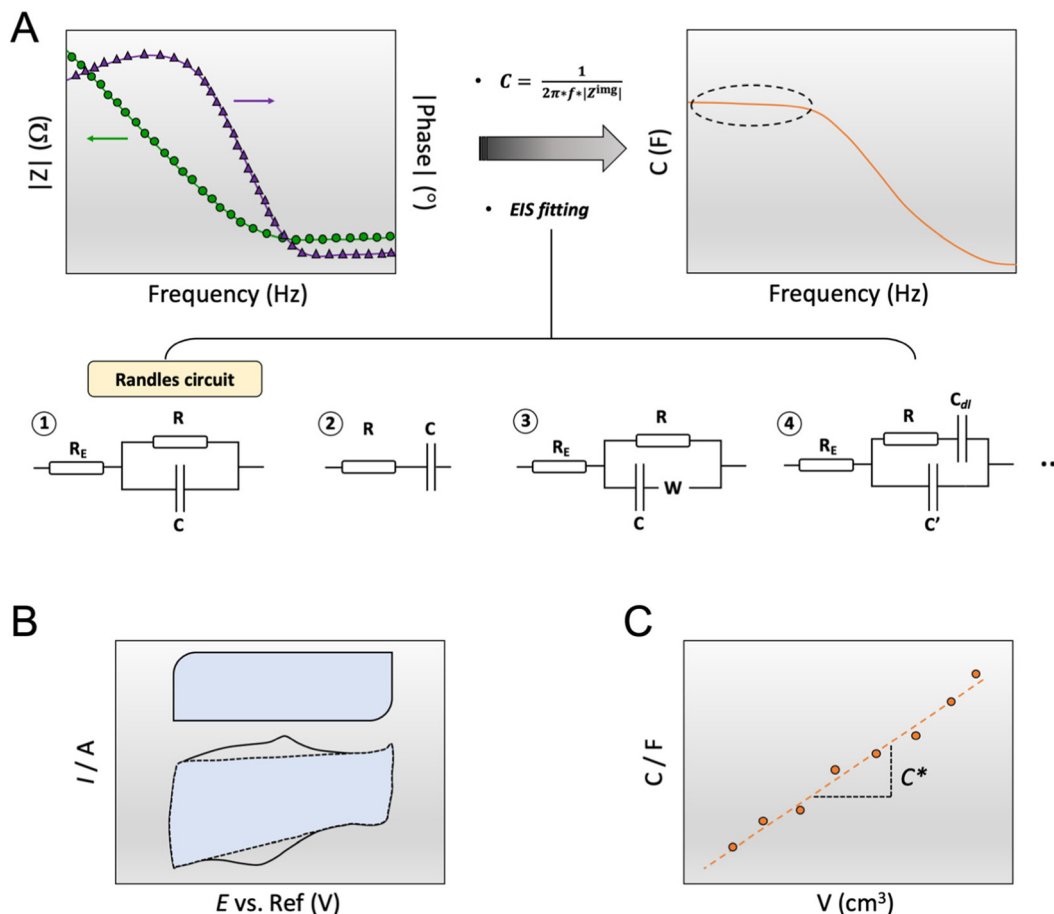 A
|Z| (Ω)
Frequency (Hz)
|Phase| (°)
• C = 1 / 2π*f*|Z^img|
• EIS fitting
C (F)
Frequency (Hz)
Randles circuit
1
R_E
R
C
2
R
C
3
R_E
R
C
W
4
R_E
R
C_dl
C'
..
B
I / A
E vs. Ref (V)
C
C / F
C*
V (cm³)